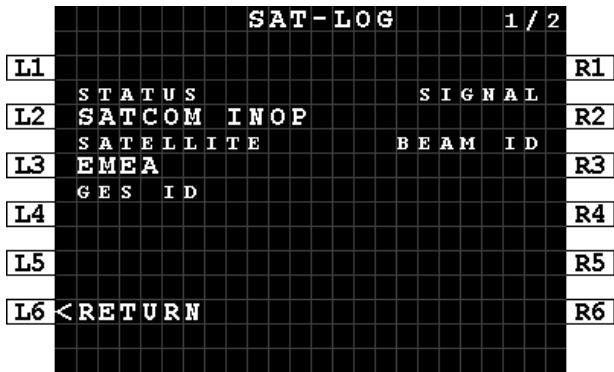 SAT-LOG 1/2
L1 R1
STATUS SIGNAL
L2 SATCOM INOP R2
SATELLITE BEAM ID
L3 EMEA R3
GES ID
L4 R4
L5 R5
L6 <RETURN R6